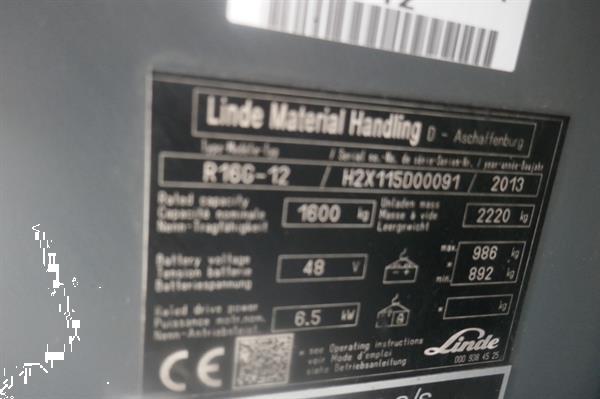 12
Linde Material Handling D - Aschaffenburg
Type-Modèle-Typ / Serial no.-No. de série-Serien-Nr. / year-année-Baujahr
R16G-12 / H2X115D00091 / 2013
Rated capacity
Capacité nominale
Nenn-Tragfähigkeit
1600 kg
Unladen mass
Masse à vide
Leergewicht
2220 kg
Battery voltage
Tension batterie
Batteriespannung
48 V
max. 986 kg
min. 892 kg
Rated drive power
Puissance mot.nom.
Nenn-Antriebsleist.
6.5 kW
* kg
CE
* see Operating instructions
voir Mode d'emploi
siehe Betriebsanleitung
Linde
000 938 45 25